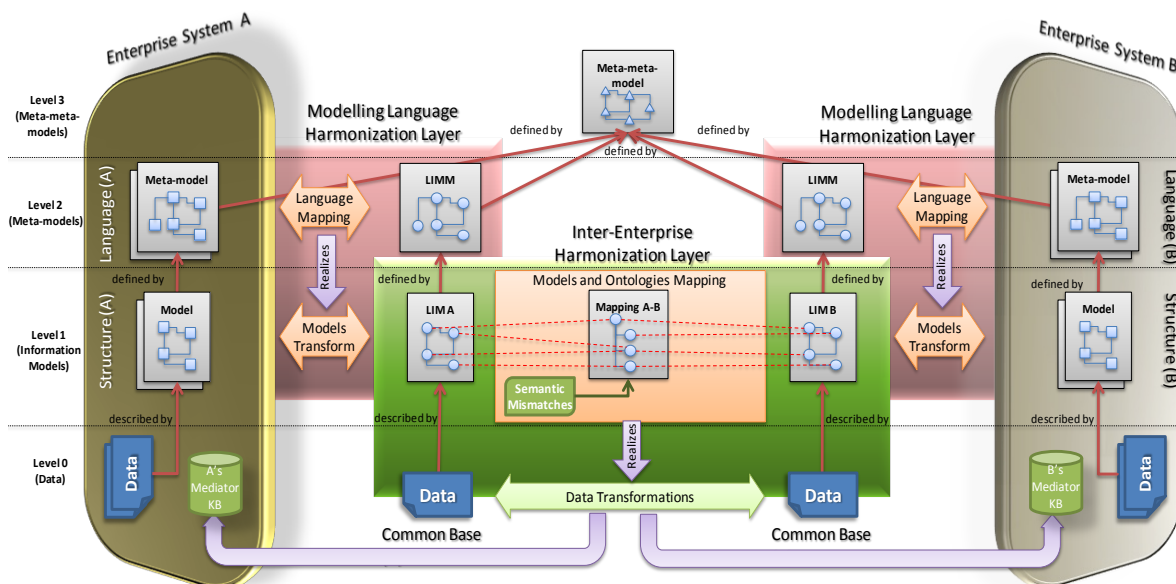 Enterprise System A
Enterprise System B
Level 3
(Meta-meta-
models)
Modelling Language
Harmonization Layer
Meta-meta-
model
Modelling Language
Harmonization Layer
defined by
defined by
defined by
defined by
Level 2
(Meta-models)
Language (A)
Meta-model
Language
Mapping
LIMM
LIMM
Language
Mapping
Meta-model
Language (B)
Realizes
Inter-Enterprise
Harmonization Layer
Realizes
defined by
defined by
defined by
defined by
Models and Ontologies Mapping
Level 1
(Information
Models)
Structure (A)
Model
Models
Transform
LIM A
Mapping A-B
LIM B
Models
Transform
Model
Structure (B)
Semantic
Mismatches
described by
described by
described by
described by
Realizes
Level 0
(Data)
Data
A's
Mediator
KB
Data
Data Transformations
Data
B's
Mediator
KB
Data
Common Base
Common Base